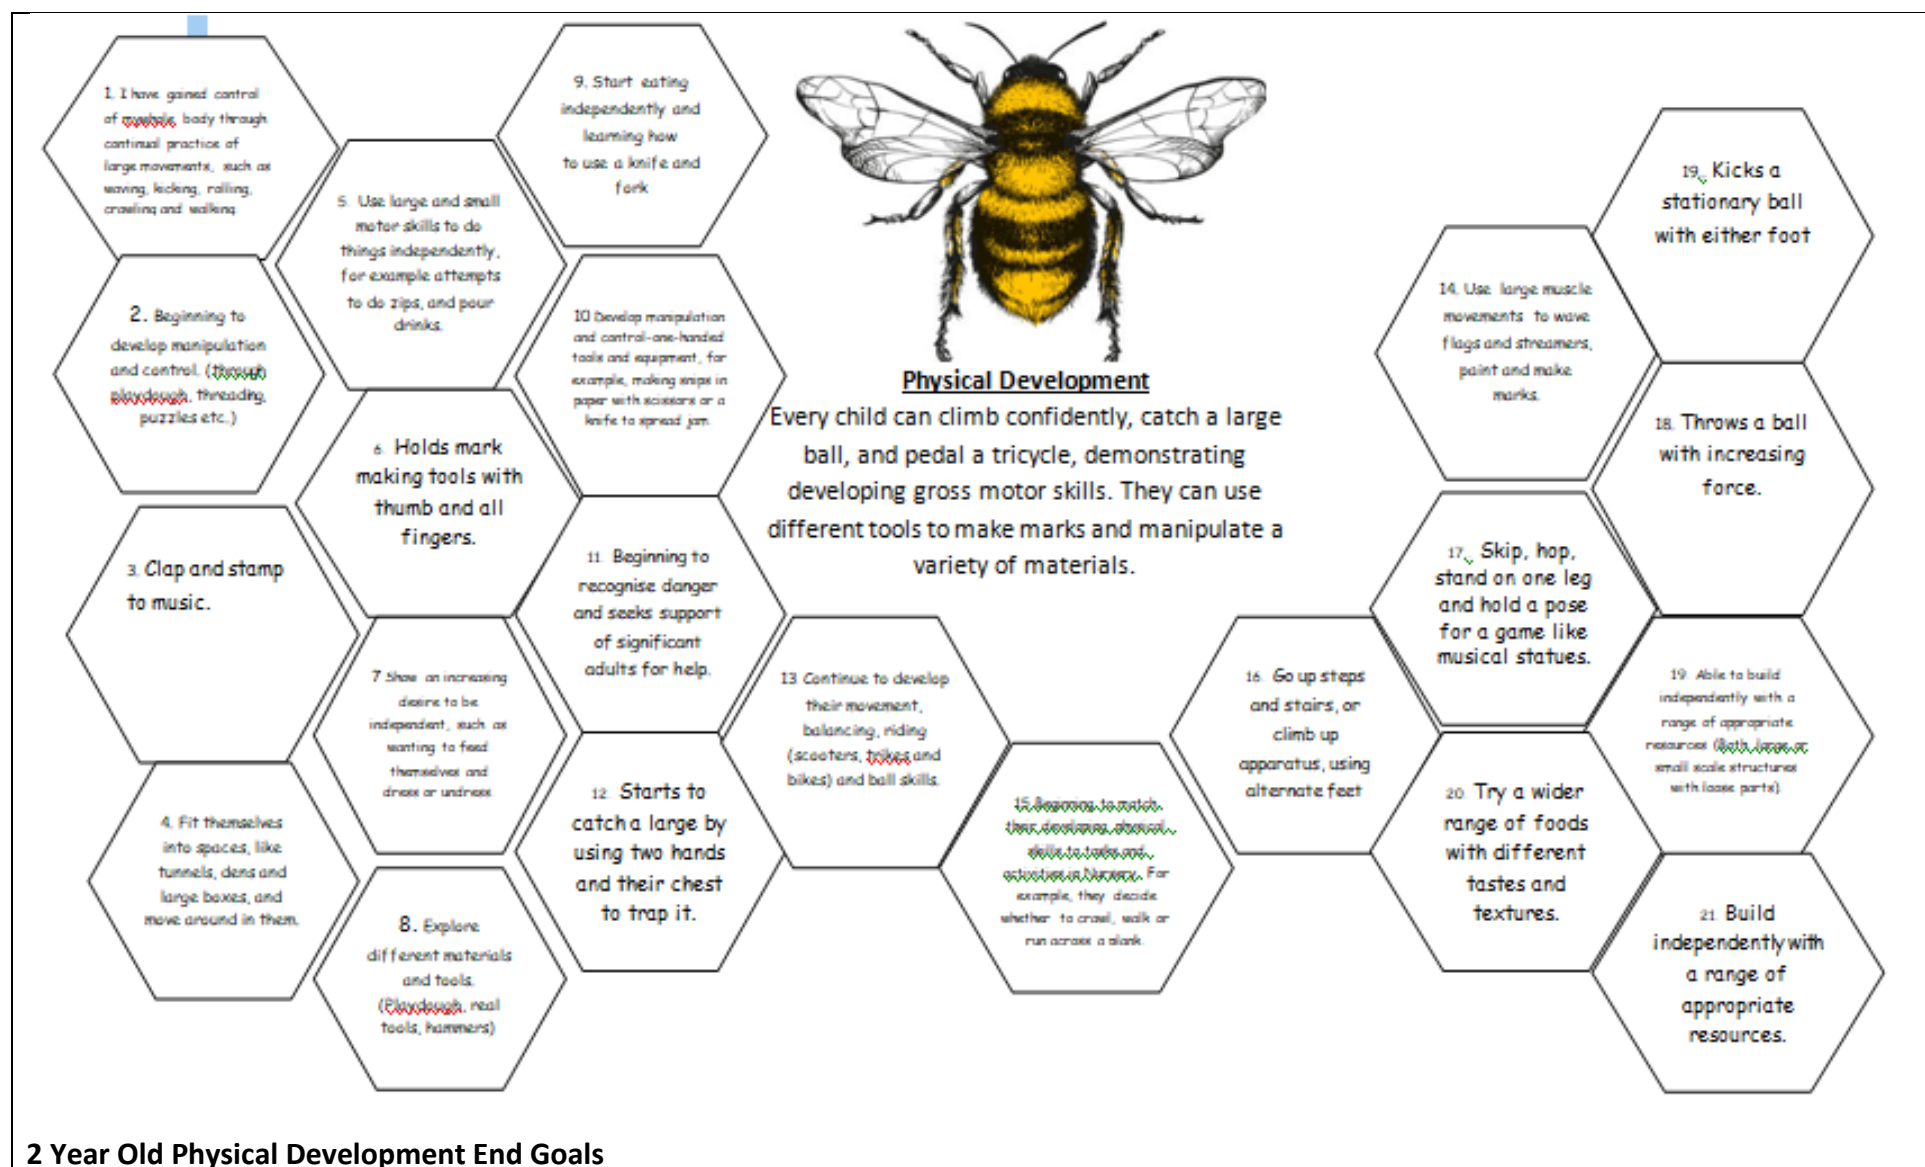 1. I have gained control
of mywhole body through
continual practice of
large movements, such as
waving, kicking, rolling,
crawling and walking.
2. Beginning to
develop manipulation
and control. (through
playdough, threading,
puzzles etc.)
3. Clap and stamp
to music.
4. Fit themselves
into spaces, like
tunnels, dens and
large boxes, and
move around in them.
5. Use large and small
motor skills to do
things independently,
for example attempts
to do zips, and pour
drinks.
6. Holds mark
making tools with
thumb and all
fingers.
7 Show an increasing
desire to be
independent, such as
wanting to feed
themselves and
dress or undress.
8. Explore
different materials
and tools.
(Playdough, real
tools, hammers)
9. Start eating
independently and
learning how
to use a knife and
fork
10 Develop manipulation
and control-one-handed
tools and equipment, for
example, making snips in
paper with scissors or a
knife to spread jam.
11. Beginning to
recognise danger
and seeks support
of significant
adults for help.
12. Starts to
catch a large by
using two hands
and their chest
to trap it.
Physical Development
Every child can climb confidently, catch a large
ball, and pedal a tricycle, demonstrating
developing gross motor skills. They can use
different tools to make marks and manipulate a
variety of materials.
13 Continue to develop
their movement,
balancing, riding
(scooters, trikes and
bikes) and ball skills.
14. Use large muscle
movements to wave
flags and streamers,
paint and make
marks.
15.Beginning to match
their developing physical
skills to tasks and
activities in Nursery. For
example, they decide
whether to crawl, walk or
run across a plank.
16. Go up steps
and stairs, or
climb up
apparatus, using
alternate feet
17. Skip, hop,
stand on one leg
and hold a pose
for a game like
musical statues.
18. Throws a ball
with increasing
force.
19. Kicks a
stationary ball
with either foot
19. Able to build
independently with a
range of appropriate
resources (Both large or
small scale structures
with loose parts).
20. Try a wider
range of foods
with different
tastes and
textures.
21. Build
independently with
a range of
appropriate
resources.
2 Year Old Physical Development End Goals